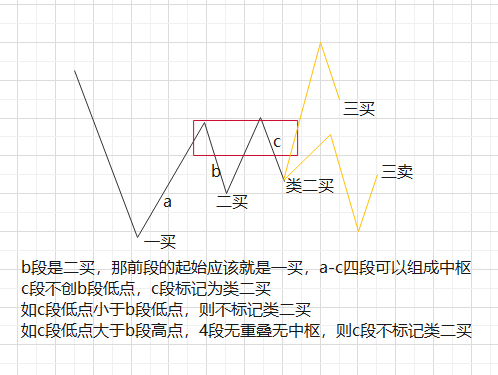 三买
c
b
三卖
类二买
a
二买
一买
b段是二买，那前段的起始应该就是一买，a-c四段可以组成中枢
c段不创b段低点，c段标记为类二买
如c段低点小于b段低点，则不标记类二买
如c段低点大于b段高点，4段无重叠无中枢，则c段不标记类二买